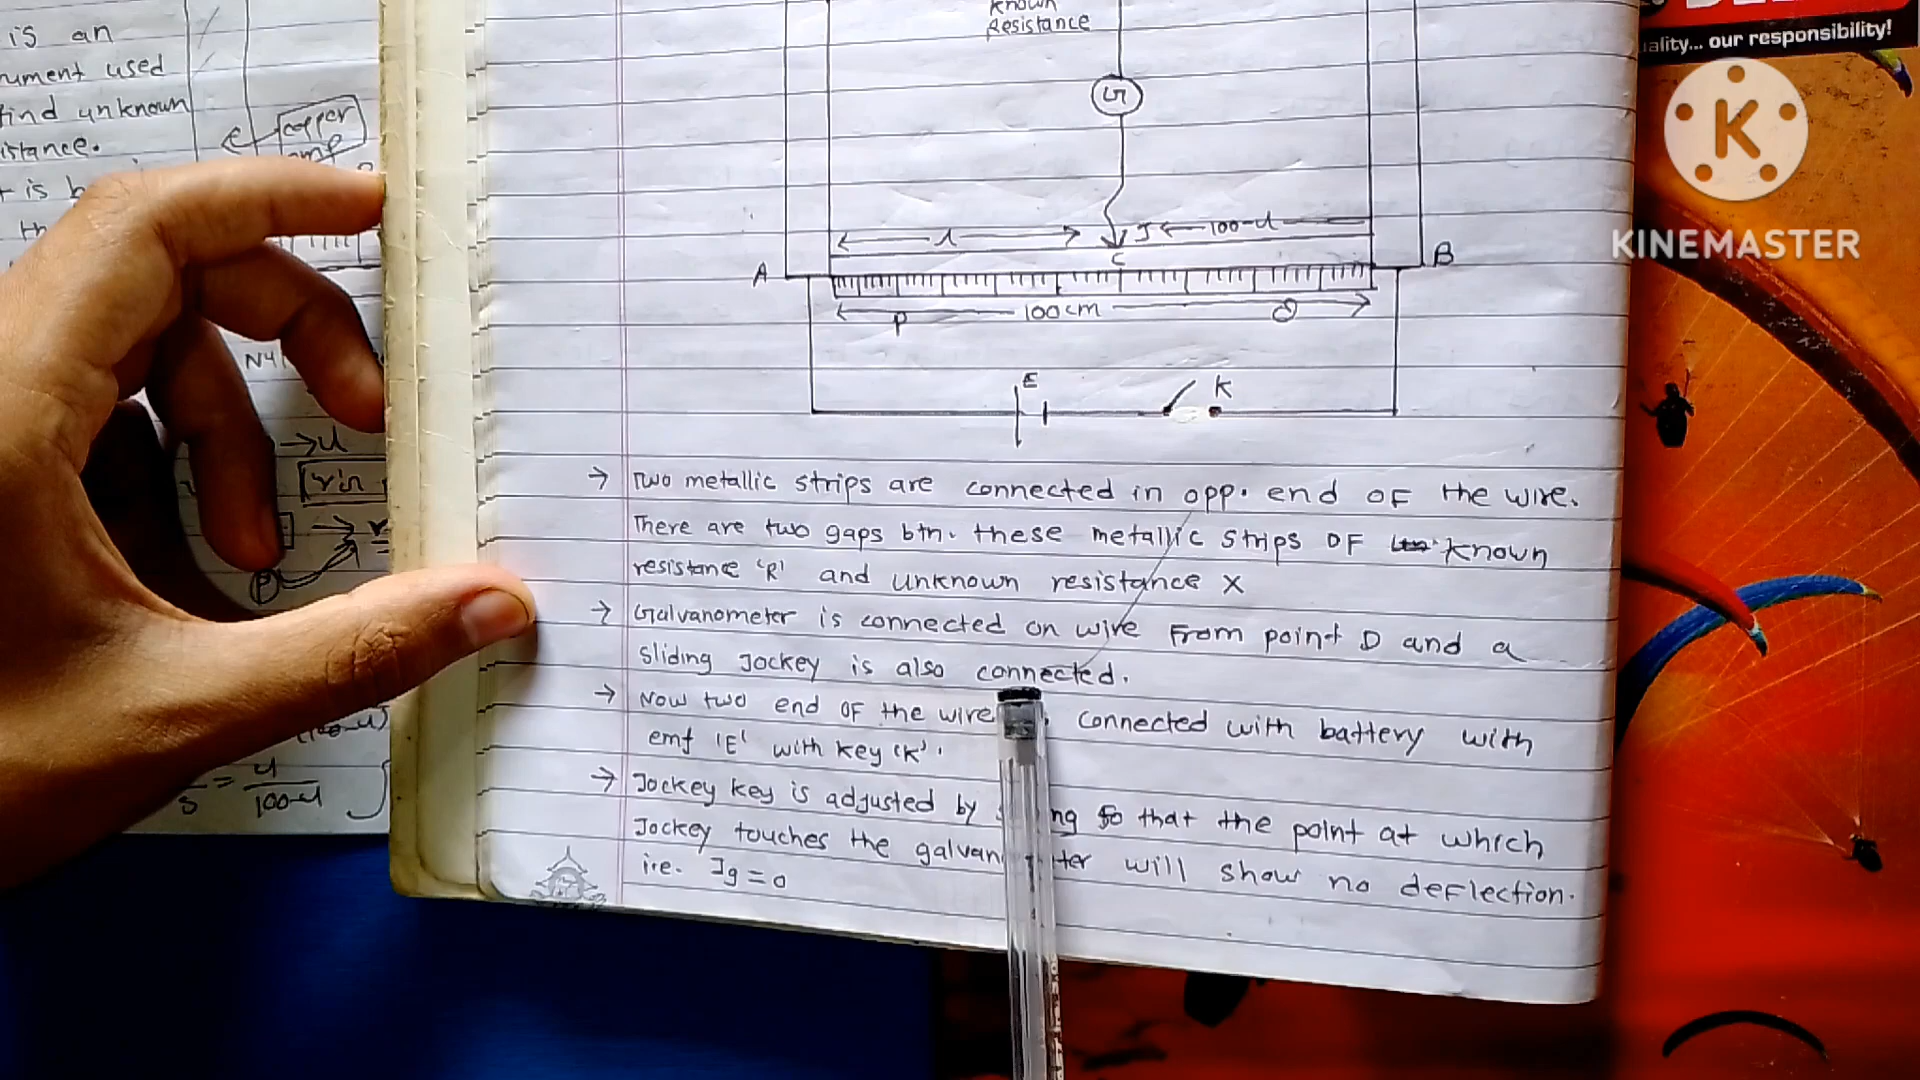 is an
ument used
find unknown
istance.
copper
Known
Resistance
G
l
J
100-l
C
A
B
P
100cm
Q
E
K
→ Two metallic strips are connected in opp. end of the wire.
There are two gaps btn. these metallic strips of known
resistance 'R' and unknown resistance X
→ Galvanometer is connected on wire from point D and a
sliding Jockey is also connected.
→ Now two end of the wire connected with battery with
emf 'E' with key 'K'.
→ Jockey key is adjusted by ng so that the point at which
Jockey touches the galvan ter will show no deflection.
i.e. Ig = 0
100-l
ality... our responsibility!
K
KINEMASTER